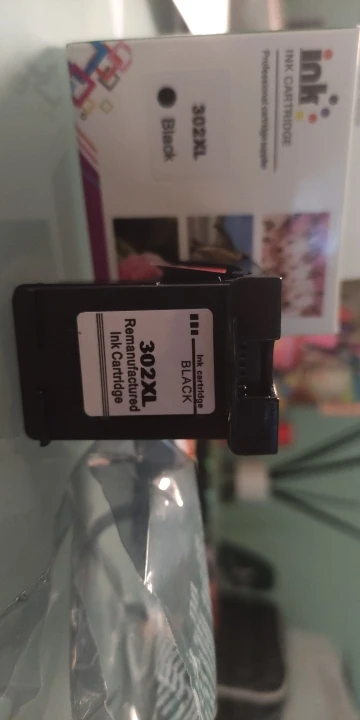 ink
INK CARTRIDGE
Professional cartridge supplier
302XL
Black
Ink cartridge
BLACK
302XL
Remanufactured
Ink Cartridge